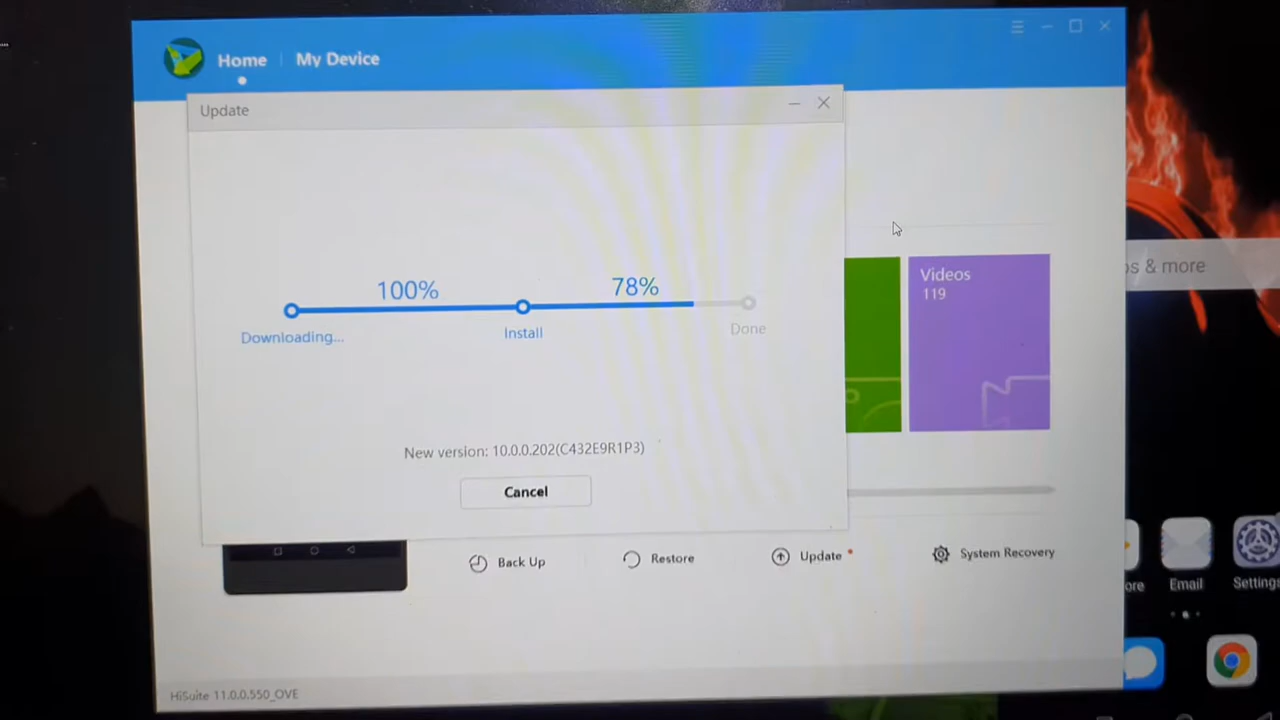 Home
My Device
Update
Videos
119
s & more
100%
78%
Downloading...
Install
Done
New version: 10.0.0.202(C432E9R1P3)
Cancel
Back Up
Restore
Update
System Recovery
ore
Email
Settings
HiSuite 11.0.0.550_OVE